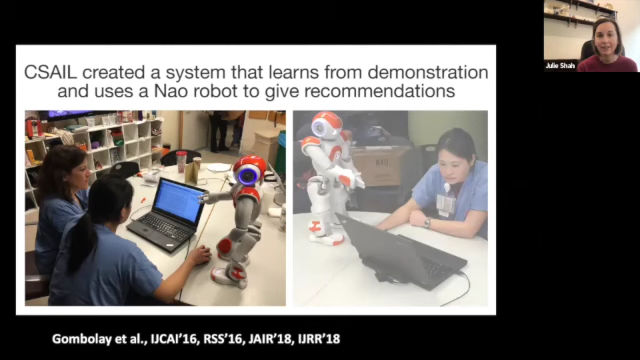 CSAIL created a system that learns from demonstration
and uses a Nao robot to give recommendations
Julie Shah
Gombolay et al., IJCAI’16, RSS’16, JAIR’18, IJRR’18